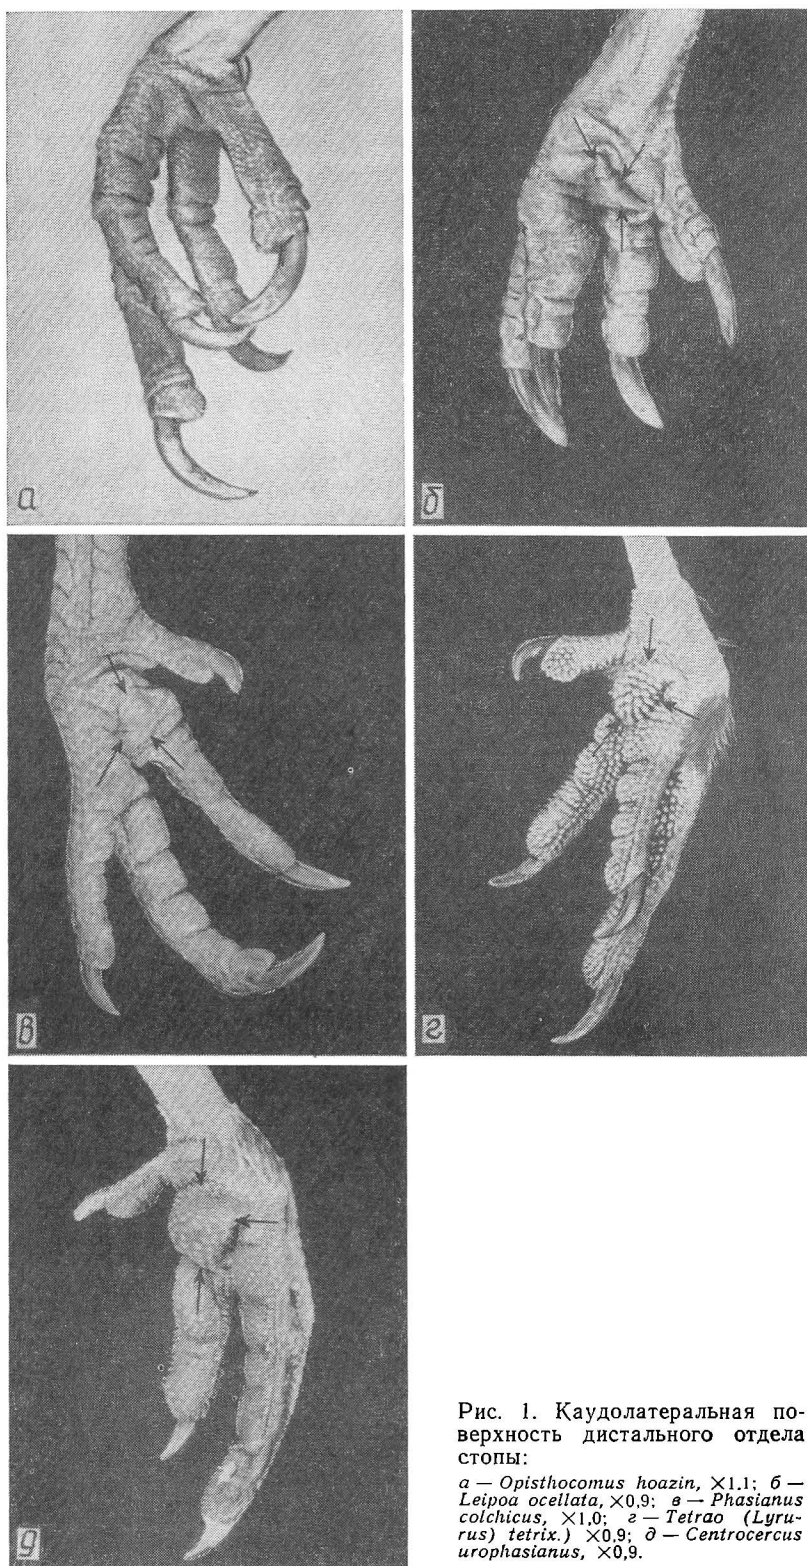 а
б
в
г
д
Рис. 1. Каудолатеральная по-
верхность дистального отдела
стопы:
а — Opisthocomus hoazin, ×1.1; б —
Leipoa ocellata, ×0,9; в — Phasianus
colchicus, ×1,0; г — Tetrao (Lyru-
rus) tetrix.) ×0,9; д — Centrocercus
urophasianus, ×0,9.